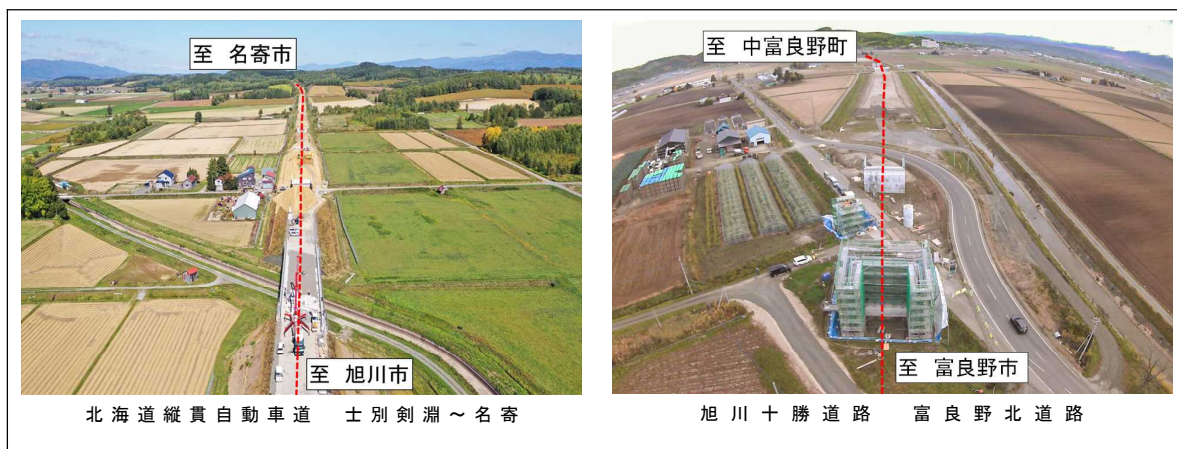 至 名寄市
至 旭川市
北海道縦貫自動車道 士別剣淵～名寄
至 中富良野町
至 富良野市
旭川十勝道路 富良野北道路